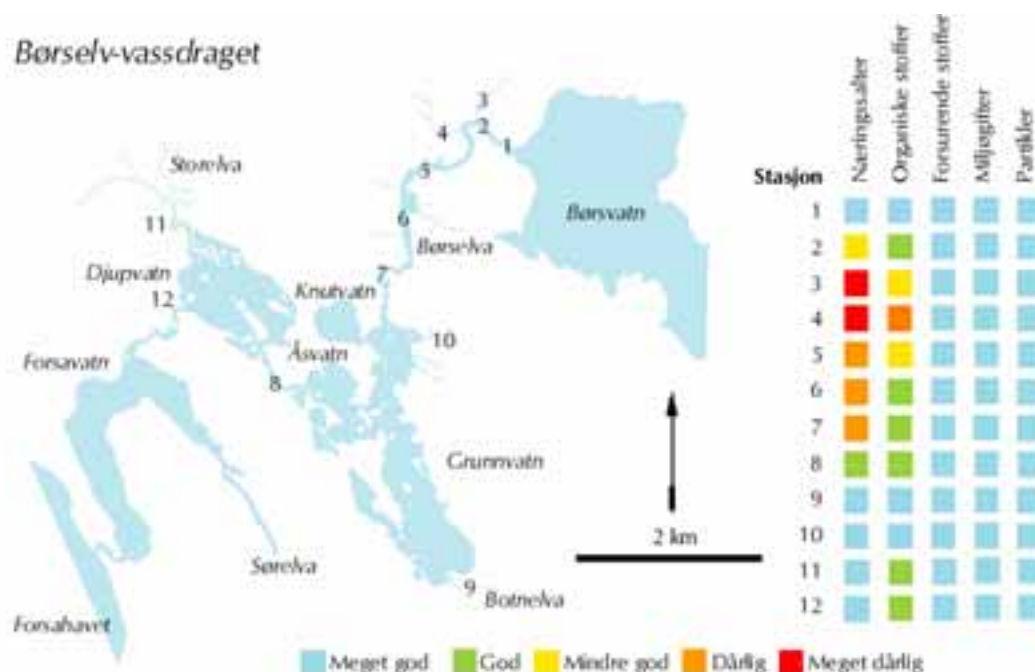 Børselv-vassdraget
Storelva
11
Djupvatn
12
Forsavatn
Knutvatn
Åsvatn
8
3
2
4
1
5
6
Børselva
7
10
Børsvatn
Grunnvatn
2 km
Sørelva
9
Botnelva
Forsahavet
Stasjon
Næringssalter
Organiske stoffer
Forsurende stoffer
Miljøgifter
Partikler
1
2
3
4
5
6
7
8
9
10
11
12
Meget god God Mindre god Dårlig Meget dårlig